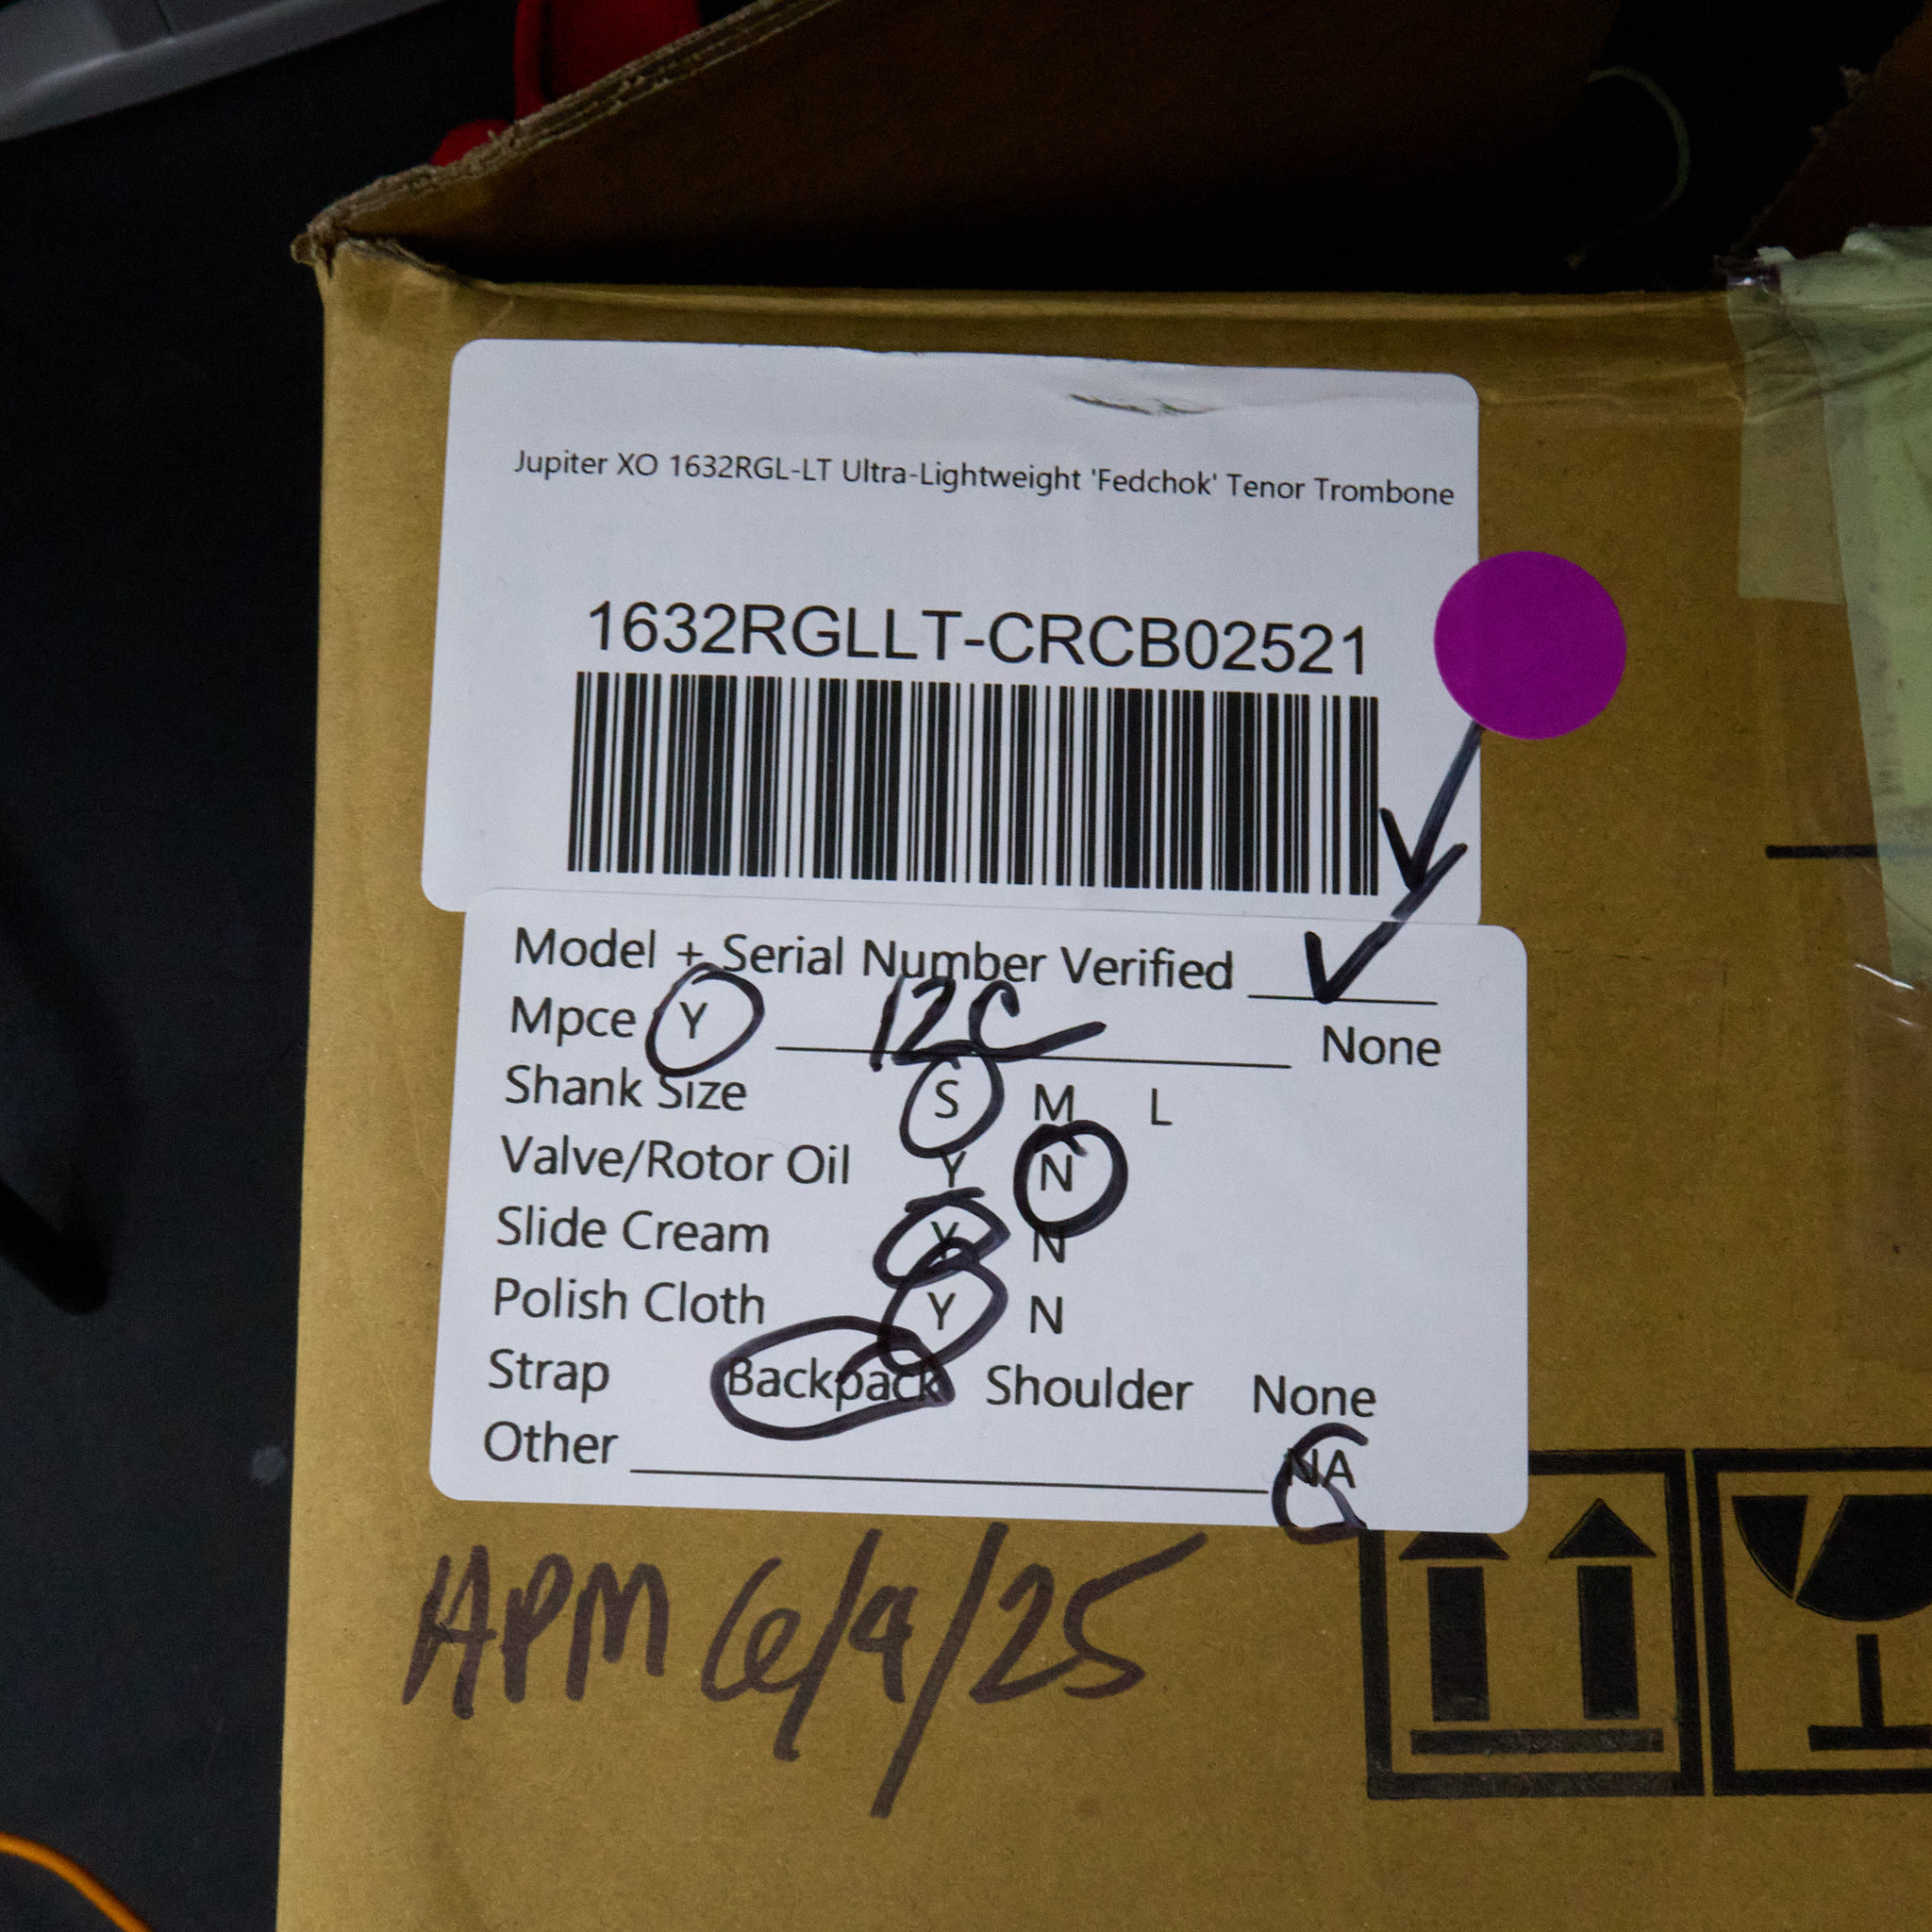 Jupiter XO 1632RGL-LT Ultra-Lightweight 'Fedchok' Tenor Trombone
1632RGLLT-CRCB02521
Model + Serial Number Verified ✓
Mpce Y 12C None
Shank Size S M L
Valve/Rotor Oil Y N
Slide Cream Y N
Polish Cloth Y N
Strap Backpack Shoulder None
Other NA
APM 6/9/25